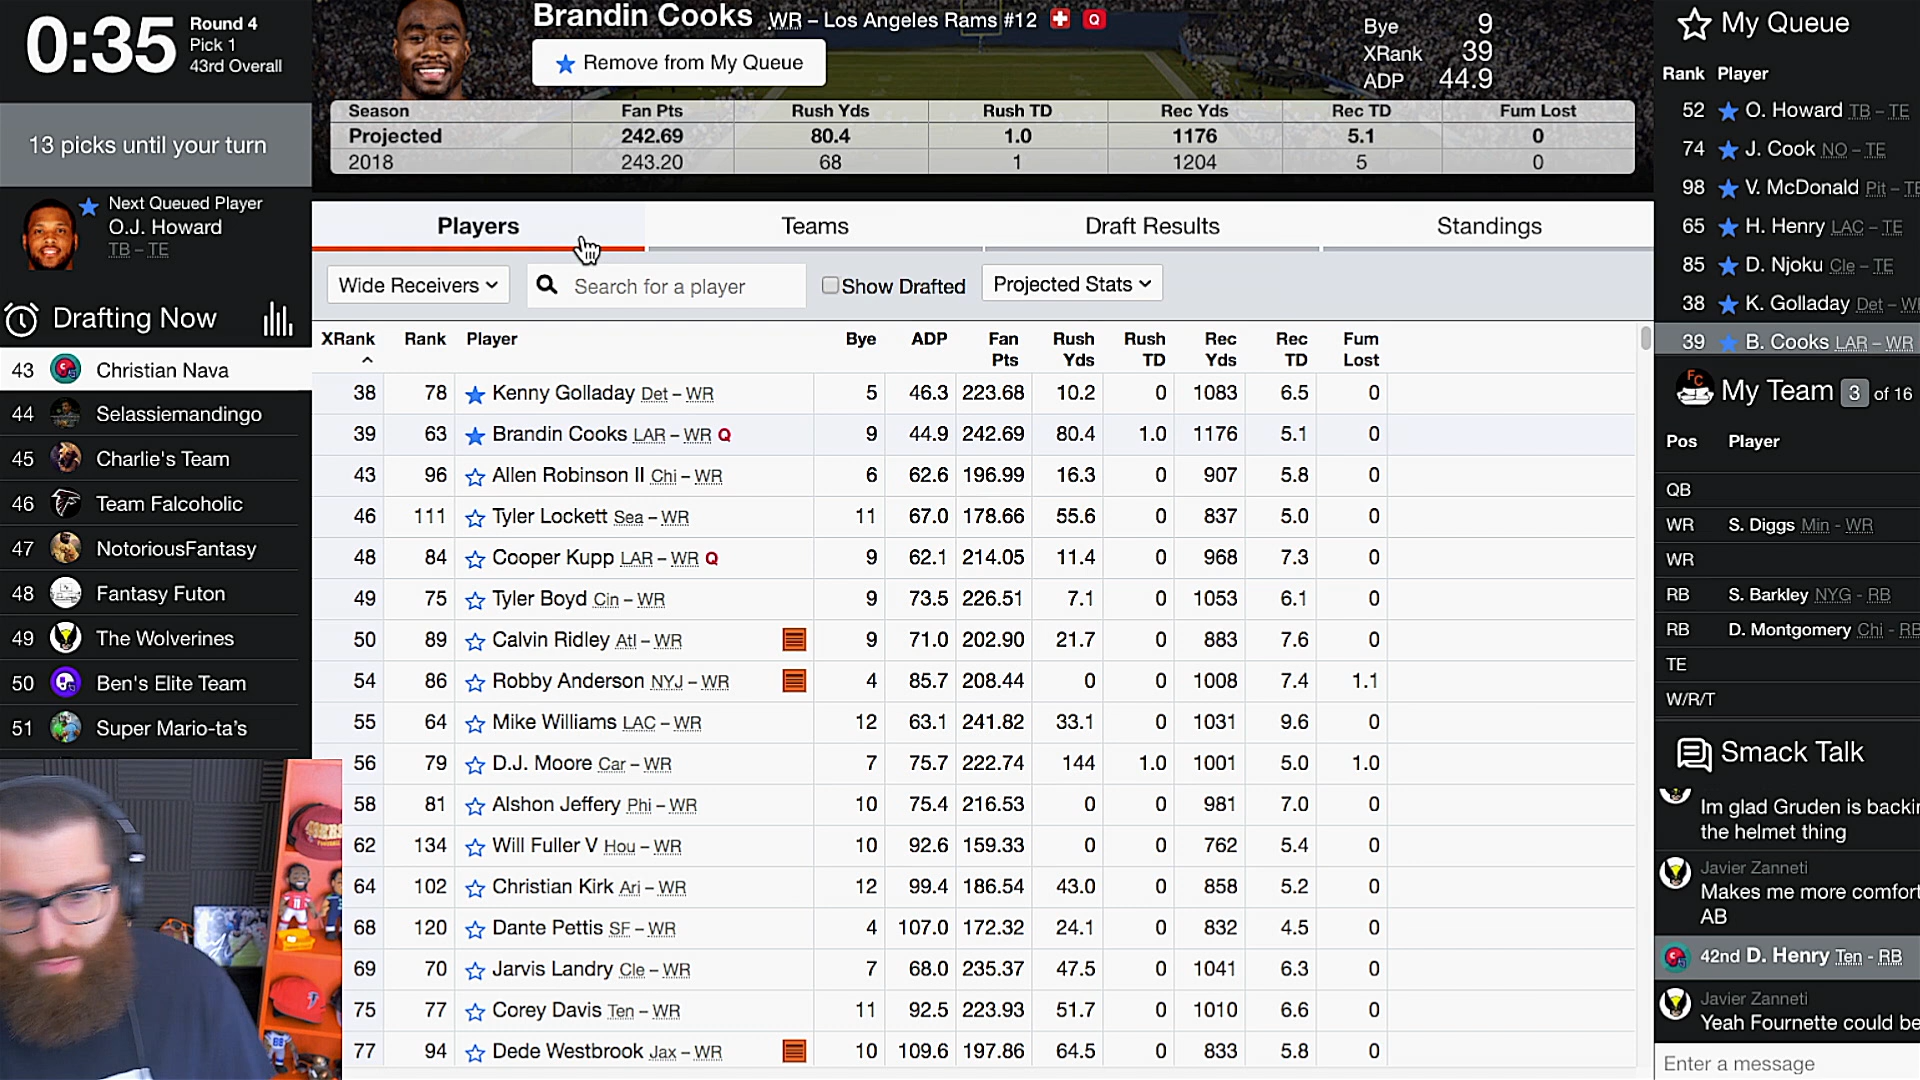 0:35
Round 4
Pick 1
43rd Overall
13 picks until your turn
Next Queued Player
O.J. Howard
TB – TE
Drafting Now
43 Christian Nava
44 Selassiemandingo
45 Charlie's Team
46 Team Falcoholic
47 NotoriousFantasy
48 Fantasy Futon
49 The Wolverines
50 Ben's Elite Team
51 Super Mario-ta's
Brandin Cooks WR – Los Angeles Rams #12 Q
Remove from My Queue
Bye 9
XRank 39
ADP 44.9
Season Fan Pts Rush Yds Rush TD Rec Yds Rec TD Fum Lost
Projected 242.69 80.4 1.0 1176 5.1 0
2018 243.20 68 1 1204 5 0
Players Teams Draft Results Standings
Wide Receivers Search for a player Show Drafted Projected Stats
XRank Rank Player Bye ADP Fan Pts Rush Yds Rush TD Rec Yds Rec TD Fum Lost
38 78 Kenny Golladay Det – WR 5 46.3 223.68 10.2 0 1083 6.5 0
39 63 Brandin Cooks LAR – WR Q 9 44.9 242.69 80.4 1.0 1176 5.1 0
43 96 Allen Robinson II Chi – WR 6 62.6 196.99 16.3 0 907 5.8 0
46 111 Tyler Lockett Sea – WR 11 67.0 178.66 55.6 0 837 5.0 0
48 84 Cooper Kupp LAR – WR Q 9 62.1 214.05 11.4 0 968 7.3 0
49 75 Tyler Boyd Cin – WR 9 73.5 226.51 7.1 0 1053 6.1 0
50 89 Calvin Ridley Atl – WR 9 71.0 202.90 21.7 0 883 7.6 0
54 86 Robby Anderson NYJ – WR 4 85.7 208.44 0 0 1008 7.4 1.1
55 64 Mike Williams LAC – WR 12 63.1 241.82 33.1 0 1031 9.6 0
56 79 D.J. Moore Car – WR 7 75.7 222.74 144 1.0 1001 5.0 1.0
58 81 Alshon Jeffery Phi – WR 10 75.4 216.53 0 0 981 7.0 0
62 134 Will Fuller V Hou – WR 10 92.6 159.33 0 0 762 5.4 0
64 102 Christian Kirk Ari – WR 12 99.4 186.54 43.0 0 858 5.2 0
68 120 Dante Pettis SF – WR 4 107.0 172.32 24.1 0 832 4.5 0
69 70 Jarvis Landry Cle – WR 7 68.0 235.37 47.5 0 1041 6.3 0
75 77 Corey Davis Ten – WR 11 92.5 223.93 51.7 0 1010 6.6 0
77 94 Dede Westbrook Jax – WR 10 109.6 197.86 64.5 0 833 5.8 0
My Queue
Rank Player
52 O. Howard TB – TE
74 J. Cook NO – TE
98 V. McDonald Pit – TE
65 H. Henry LAC – TE
85 D. Njoku Cle – TE
38 K. Golladay Det – W
39 B. Cooks LAR – WR
FC
My Team 3 of 16
Pos Player
QB
WR S. Diggs Min - WR
WR
RB S. Barkley NYG - RB
RB D. Montgomery Chi - RB
TE
W/R/T
Smack Talk
Im glad Gruden is backi
the helmet thing
Javier Zanneti
Makes me more comfor
AB
42nd D. Henry Ten - RB
Javier Zanneti
Yeah Fournette could be
Enter a message